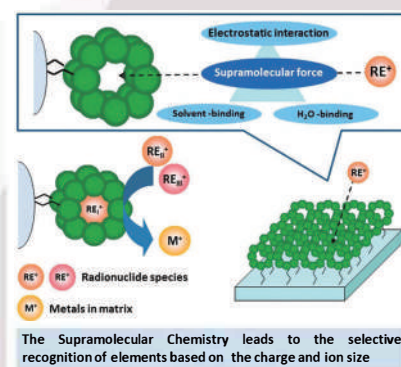 Electrostatic interaction
Supramolecular force
RE⁺
Solvent -binding
H₂O -binding
REᵢᵢ⁺
REᵢᵢᵢ⁺
REᵢ⁺
RE⁺
M⁺
RE⁺ RE⁺ Radionuclide species
M⁺ Metals in matrix
The Supramolecular Chemistry leads to the selective
recognition of elements based on the charge and ion size